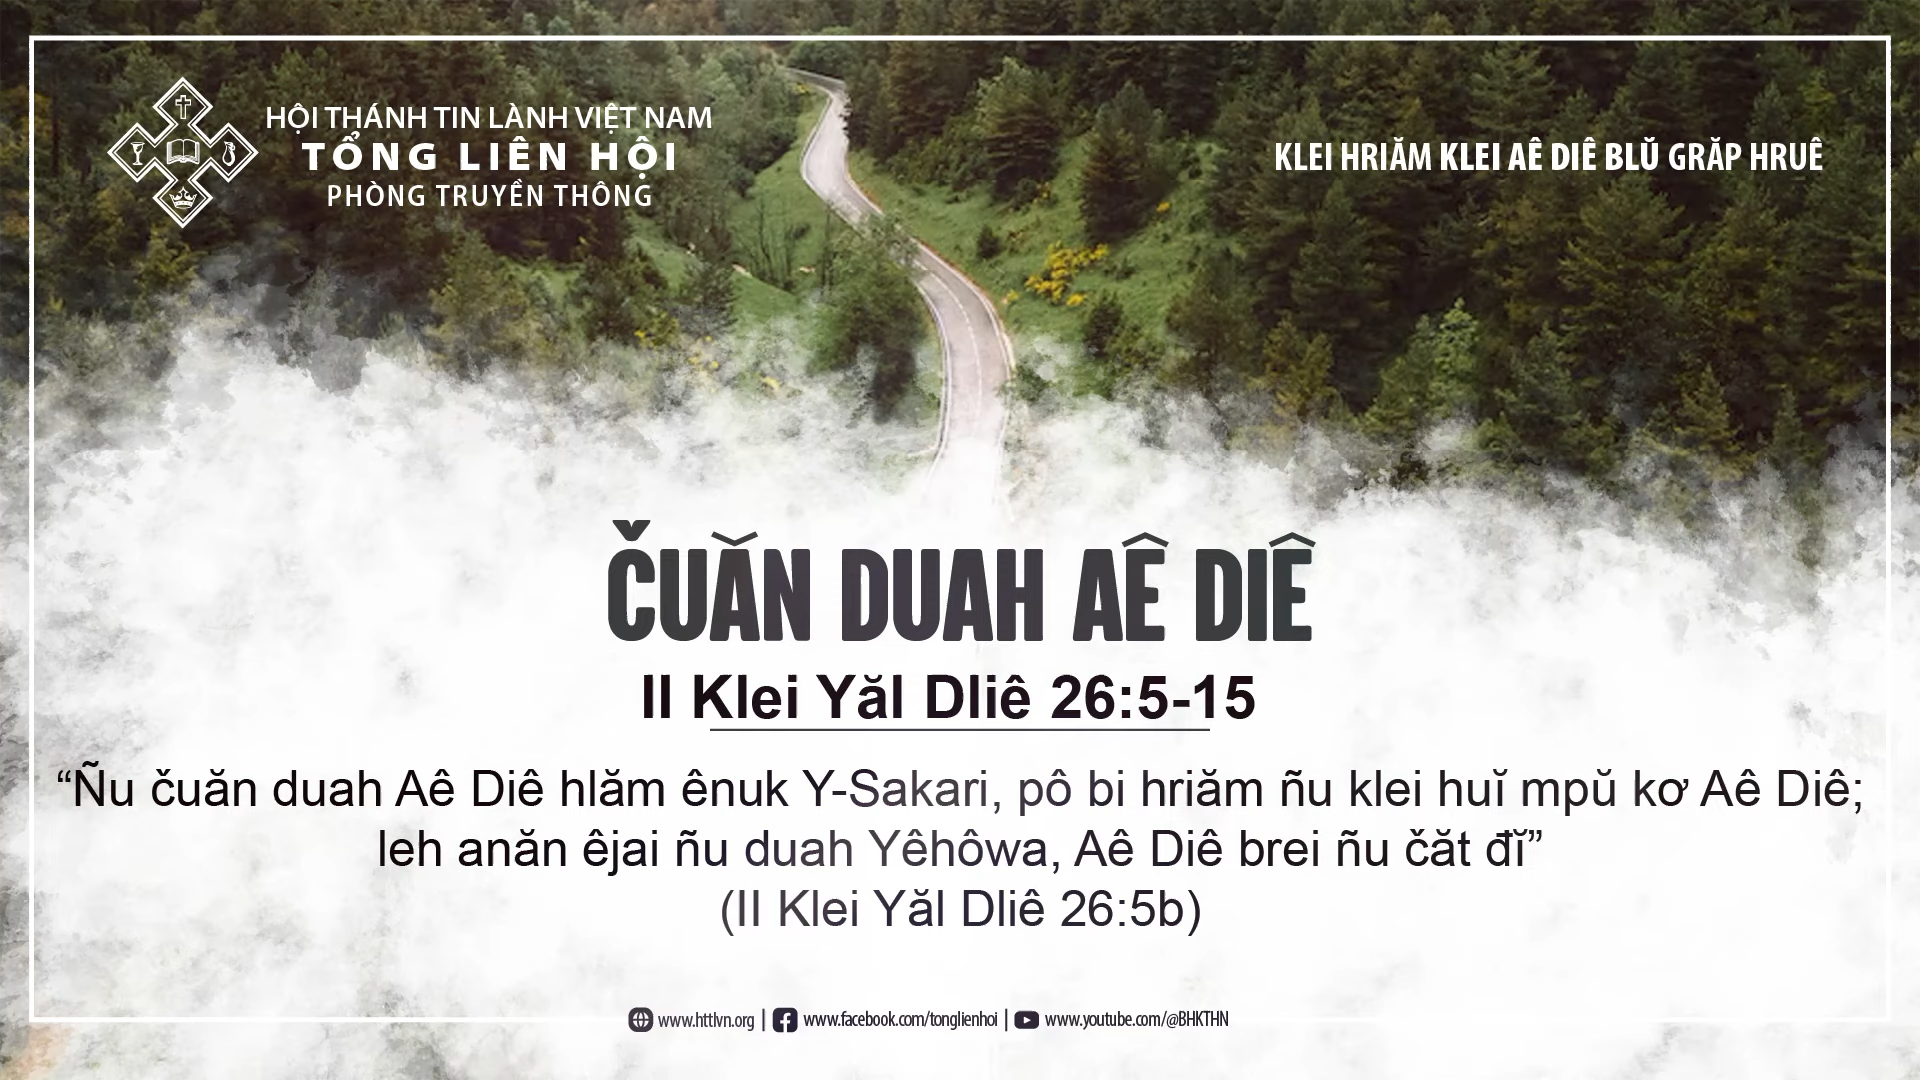 HỘI THÁNH TIN LÀNH VIỆT NAM
TỔNG LIÊN HỘI
PHÒNG TRUYỀN THÔNG
KLEI HRIĂM KLEI AÊ DIÊ BLŬ GRĂP HRUÊ
ČUĂN DUAH AÊ DIÊ
II Klei Yăl Dliê 26:5-15
“Ñu čuăn duah Aê Diê hlăm ênuk Y-Sakari, pô bi hriăm ñu klei huĭ mpŭ kơ Aê Diê;
leh anăn êjai ñu duah Yêhôwa, Aê Diê brei ñu čăt đĭ”
(II Klei Yăl Dliê 26:5b)
www.httlvn.org | www.facebook.com/tonglienhoi | www.youtube.com/@BHKTHN